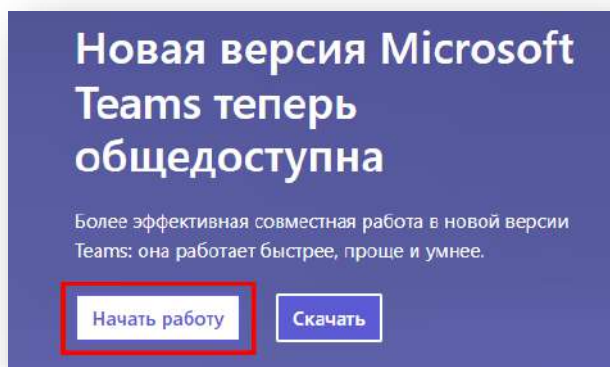 Новая версия Microsoft
Teams теперь
общедоступна
Более эффективная совместная работа в новой версии
Teams: она работает быстрее, проще и умнее.
Начать работу
Скачать